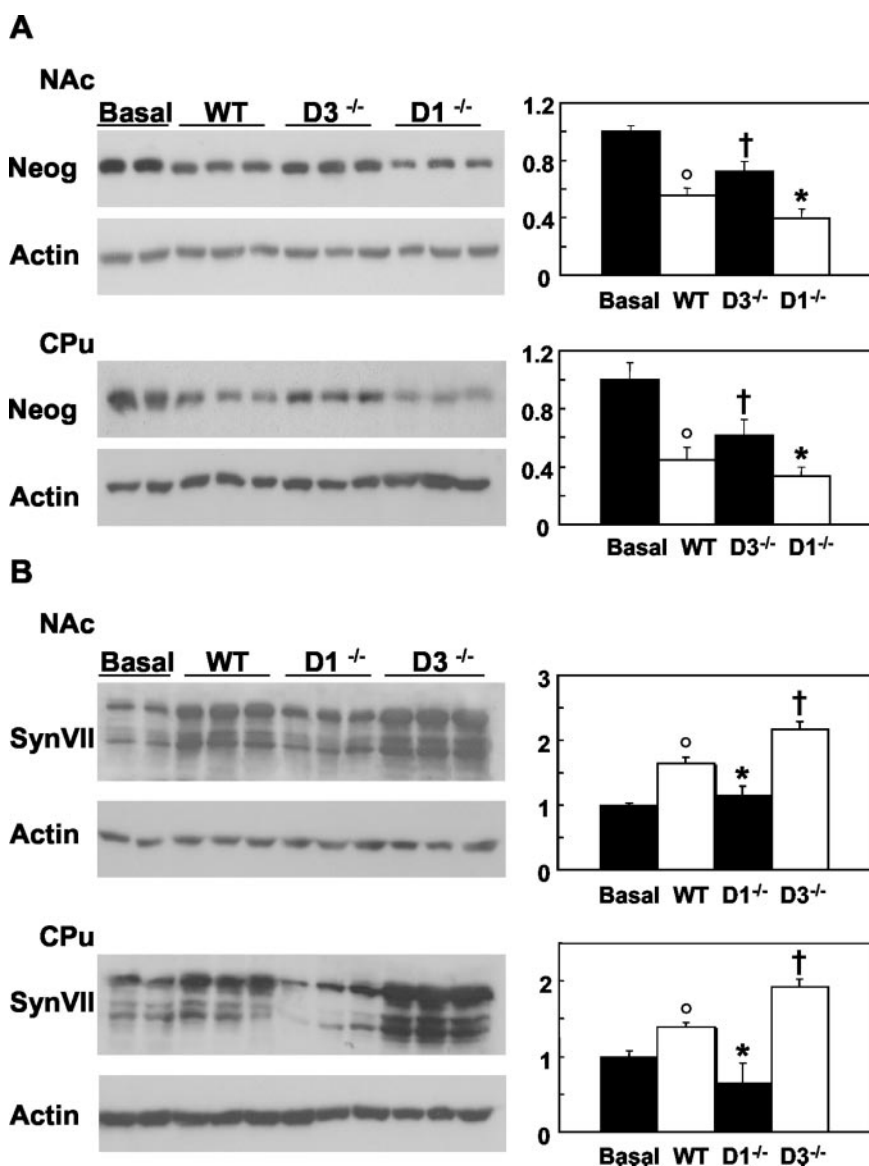 A
NAc
Basal WT D3 -/- D1 -/-
Neog
Actin
1.2
0.8
0.4
0
° † *
Basal WT D3-/- D1-/-
CPu
Neog
Actin
1.2
0.8
0.4
0
° † *
Basal WT D3-/- D1-/-
B
NAc
Basal WT D1 -/- D3 -/-
SynVII
Actin
3
2
1
0
° * †
Basal WT D1-/- D3-/-
CPu
SynVII
Actin
2
1
0
° * †
Basal WT D1-/- D3-/-